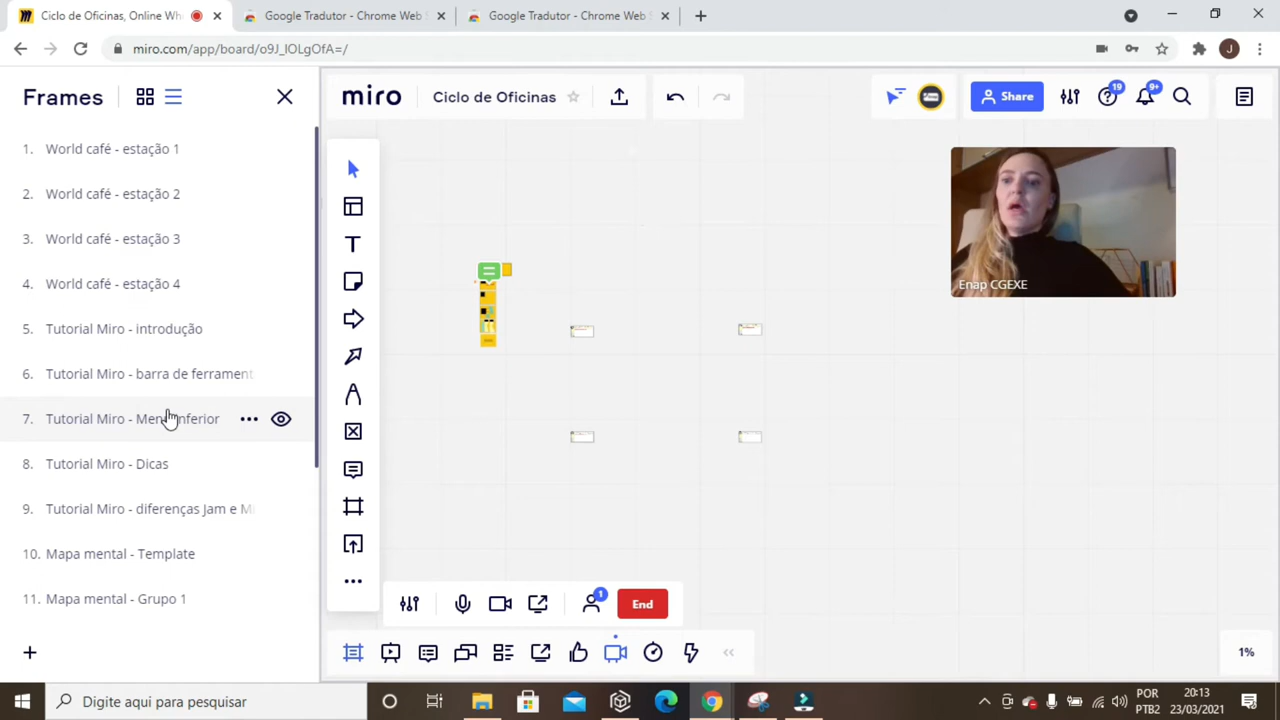 Ciclo de Oficinas, Online Wh
Google Tradutor - Chrome Web S
Google Tradutor - Chrome Web S
miro.com/app/board/o9J_lOLgOfA=/
J
Frames
miro
Ciclo de Oficinas
Share
19
9+
1. World café - estação 1
2. World café - estação 2
3. World café - estação 3
4. World café - estação 4
5. Tutorial Miro - introdução
6. Tutorial Miro - barra de ferrament
7. Tutorial Miro - Menu inferior
8. Tutorial Miro - Dicas
9. Tutorial Miro - diferenças Jam e Mi
10. Mapa mental - Template
11. Mapa mental - Grupo 1
T
Enap CGEXE
1
End
1%
Digite aqui para pesquisar
POR
PTB2
20:13
23/03/2021